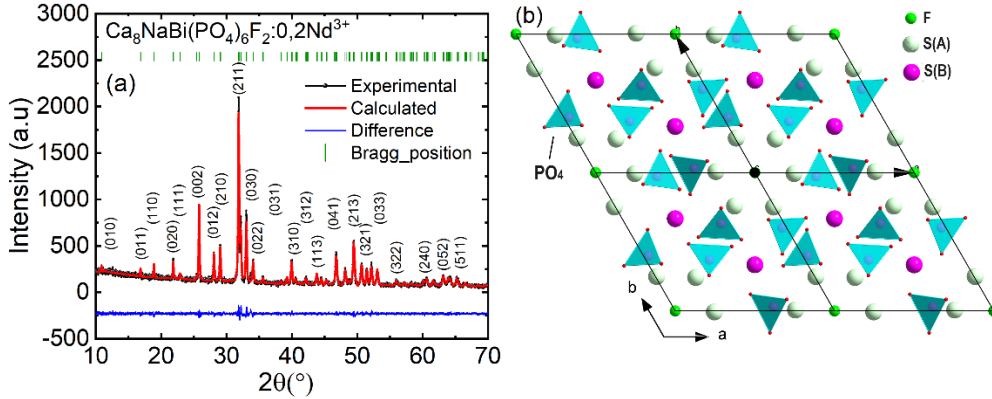 Ca₈NaBi(PO₄)₆F₂:0,2Nd³⁺
(a)
Experimental
Calculated
Difference
Bragg_position
Intensity (a.u)
2500
2000
1500
1000
500
0
-500
(010)
(011)
(110)
(020)
(111)
(002)
(012)
(210)
(211)
(030)
(022)
(031)
(310)
(312)
(113)
(041)
(213)
(321)
(033)
(322)
(240)
(052)
(511)
10
20
30
40
50
60
70
2θ(°)
(b)
F
S(A)
S(B)
PO₄
b
a